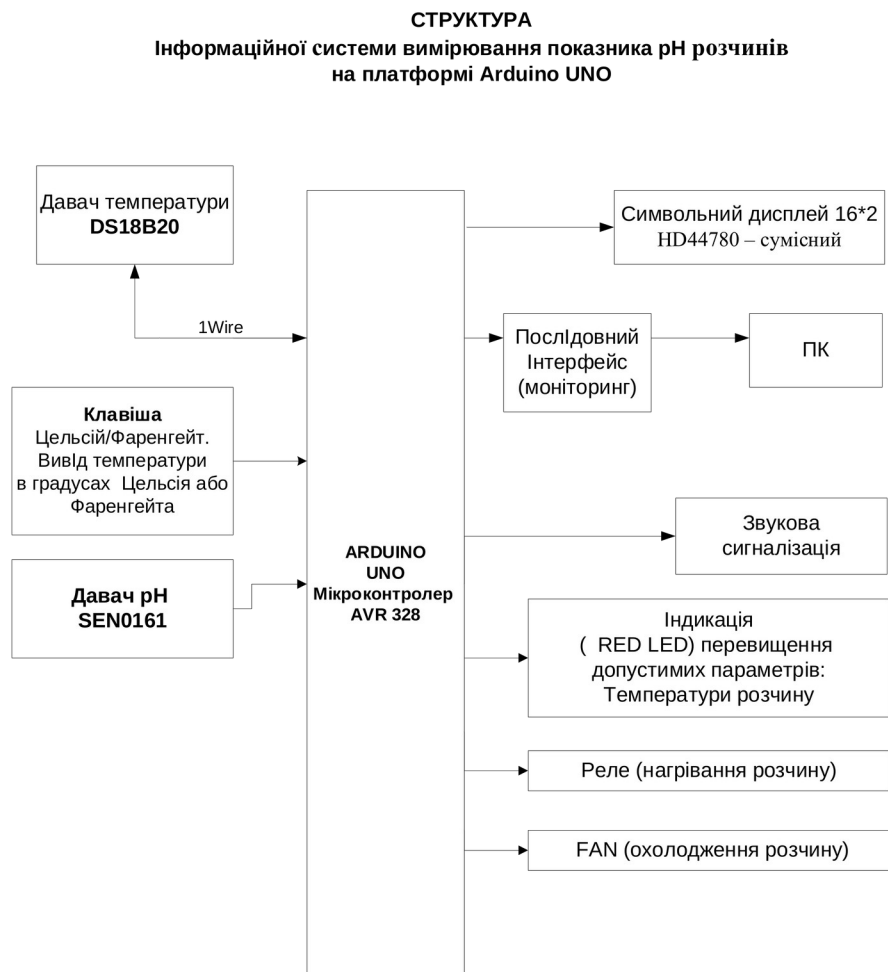 СТРУКТУРА
Інформаційної системи вимірювання показника pH розчинів
на платформі Arduino UNO
Давач температури
DS18B20
1Wire
Клавіша
Цельсій/Фаренгейт.
ВивІд температури
в градусах Цельсія або
Фаренгейта
Давач pH
SEN0161
ARDUINO
UNO
Мікроконтролер
AVR 328
Символьний дисплей 16*2
HD44780 – сумісний
ПослІдовний
Інтерфейс
(моніторинг)
ПК
Звукова
сигналізація
Індикація
( RED LED) перевищення
допустимих параметрів:
Температури розчину
Реле (нагрівання розчину)
FAN (охолодження розчину)